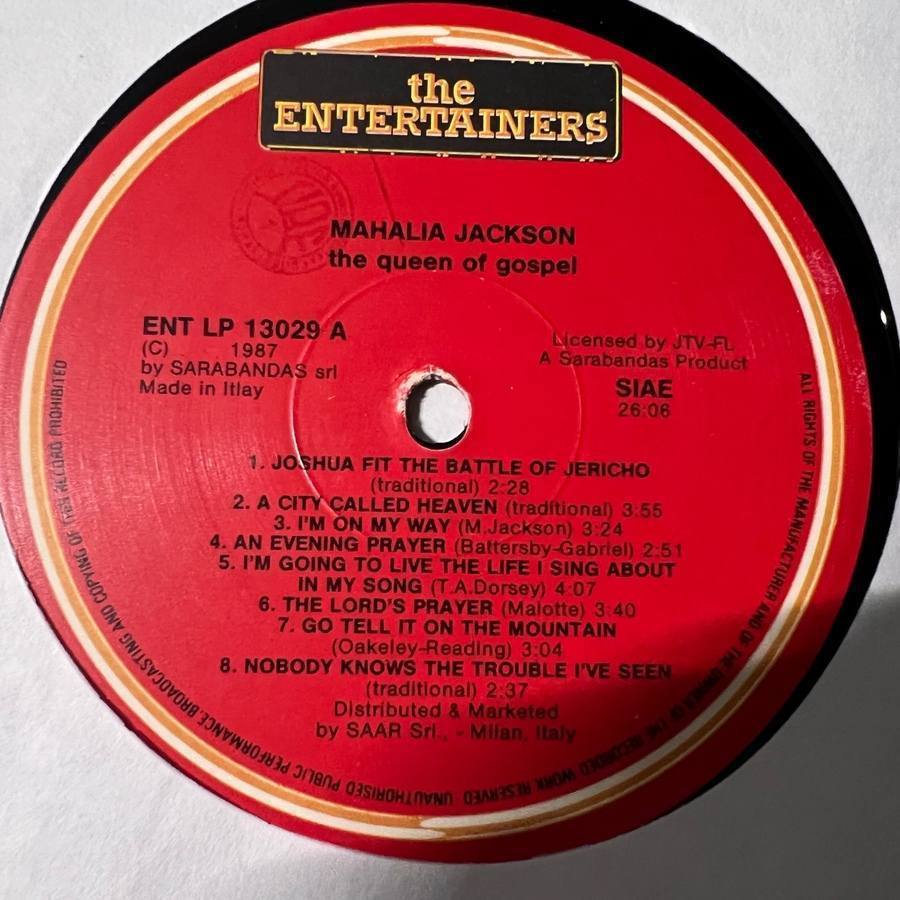 the
ENTERTAINERS
MAHALIA JACKSON
the queen of gospel
ENT LP 13029 A
(C) 1987
by SARABANDAS srl
Made in Itlay
Licensed by JTV-FL
A Sarabandas Product
SIAE
26:06
1. JOSHUA FIT THE BATTLE OF JERICHO
(traditional) 2:28
2. A CITY CALLED HEAVEN (traditional) 3:55
3. I'M ON MY WAY (M.Jackson) 3:24
4. AN EVENING PRAYER (Battersby-Gabriel) 2:51
5. I'M GOING TO LIVE THE LIFE I SING ABOUT
IN MY SONG (T.A.Dorsey) 4:07
6. THE LORD'S PRAYER (Malotte) 3:40
7. GO TELL IT ON THE MOUNTAIN
(Oakeley-Reading) 3:04
8. NOBODY KNOWS THE TROUBLE I'VE SEEN
(traditional) 2:37
Distributed & Marketed
by SAAR Srl., - Milan, Italy
ALL RIGHTS OF THE MANUFACTURER AND OF THE OWNER OF THE RECORDED WORK RESERVED UNAUTHORISED PUBLIC PERFORMANCE.BROADCASTING AND COPYING OF THIS RECORD PROHIBITED